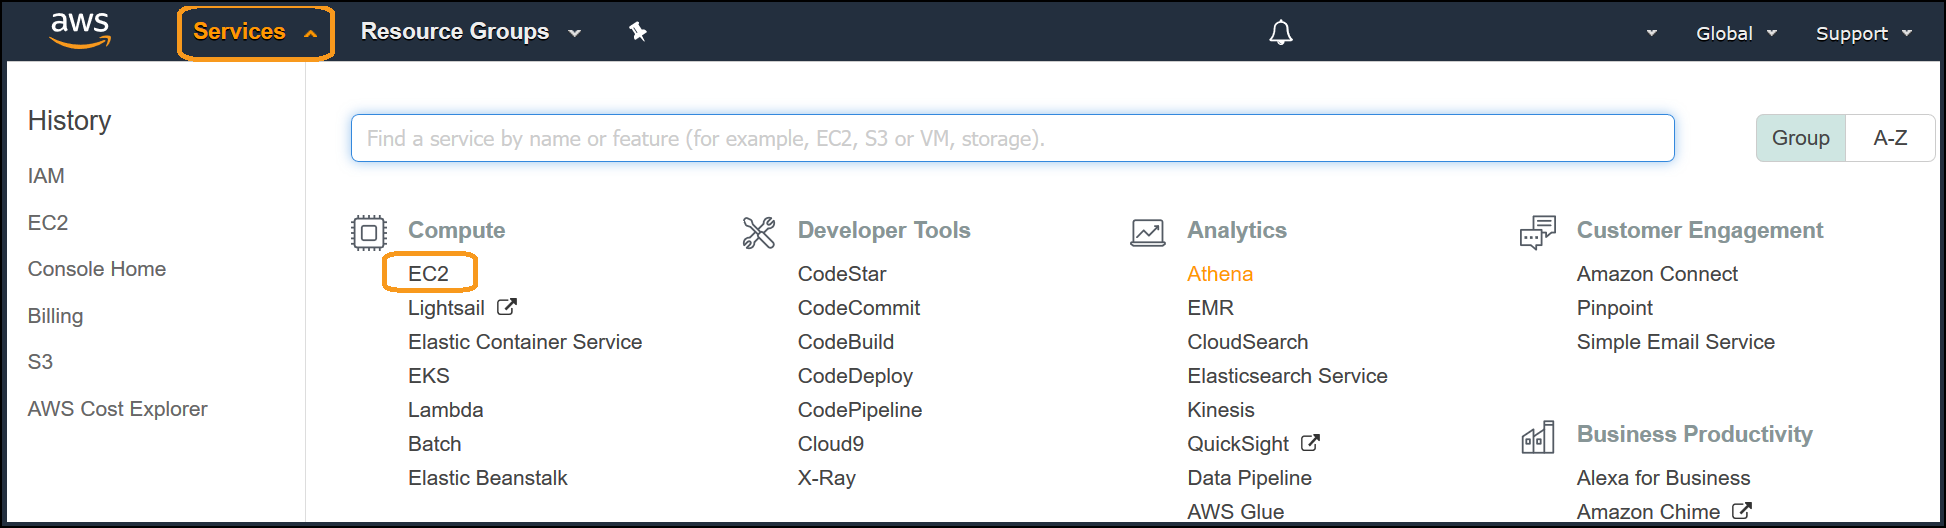 aws
Services
Resource Groups
Global
Support
History
IAM
EC2
Console Home
Billing
S3
AWS Cost Explorer
Find a service by name or feature (for example, EC2, S3 or VM, storage).
Group
A-Z
Compute
EC2
Lightsail
Elastic Container Service
EKS
Lambda
Batch
Elastic Beanstalk
Developer Tools
CodeStar
CodeCommit
CodeBuild
CodeDeploy
CodePipeline
Cloud9
X-Ray
Analytics
Athena
EMR
CloudSearch
Elasticsearch Service
Kinesis
QuickSight
Data Pipeline
AWS Glue
Customer Engagement
Amazon Connect
Pinpoint
Simple Email Service
Business Productivity
Alexa for Business
Amazon Chime